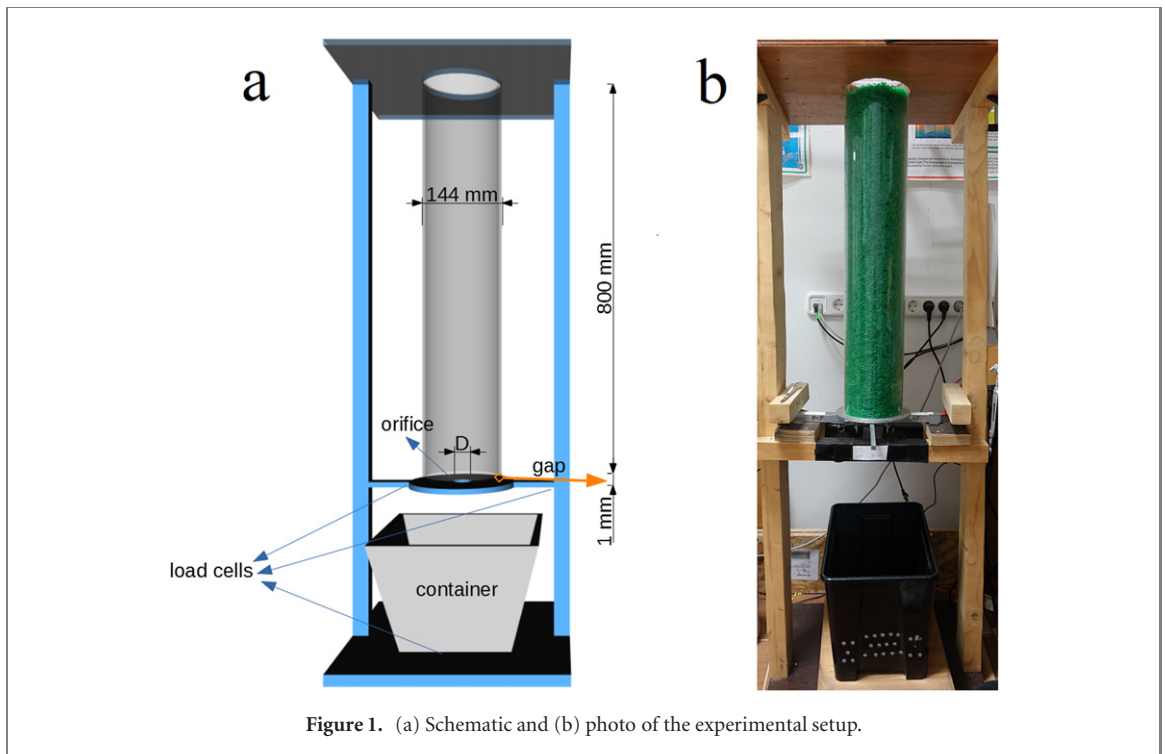 a
b
144 mm
800 mm
orifice
D
gap
1 mm
load cells
container
Figure 1. (a) Schematic and (b) photo of the experimental setup.